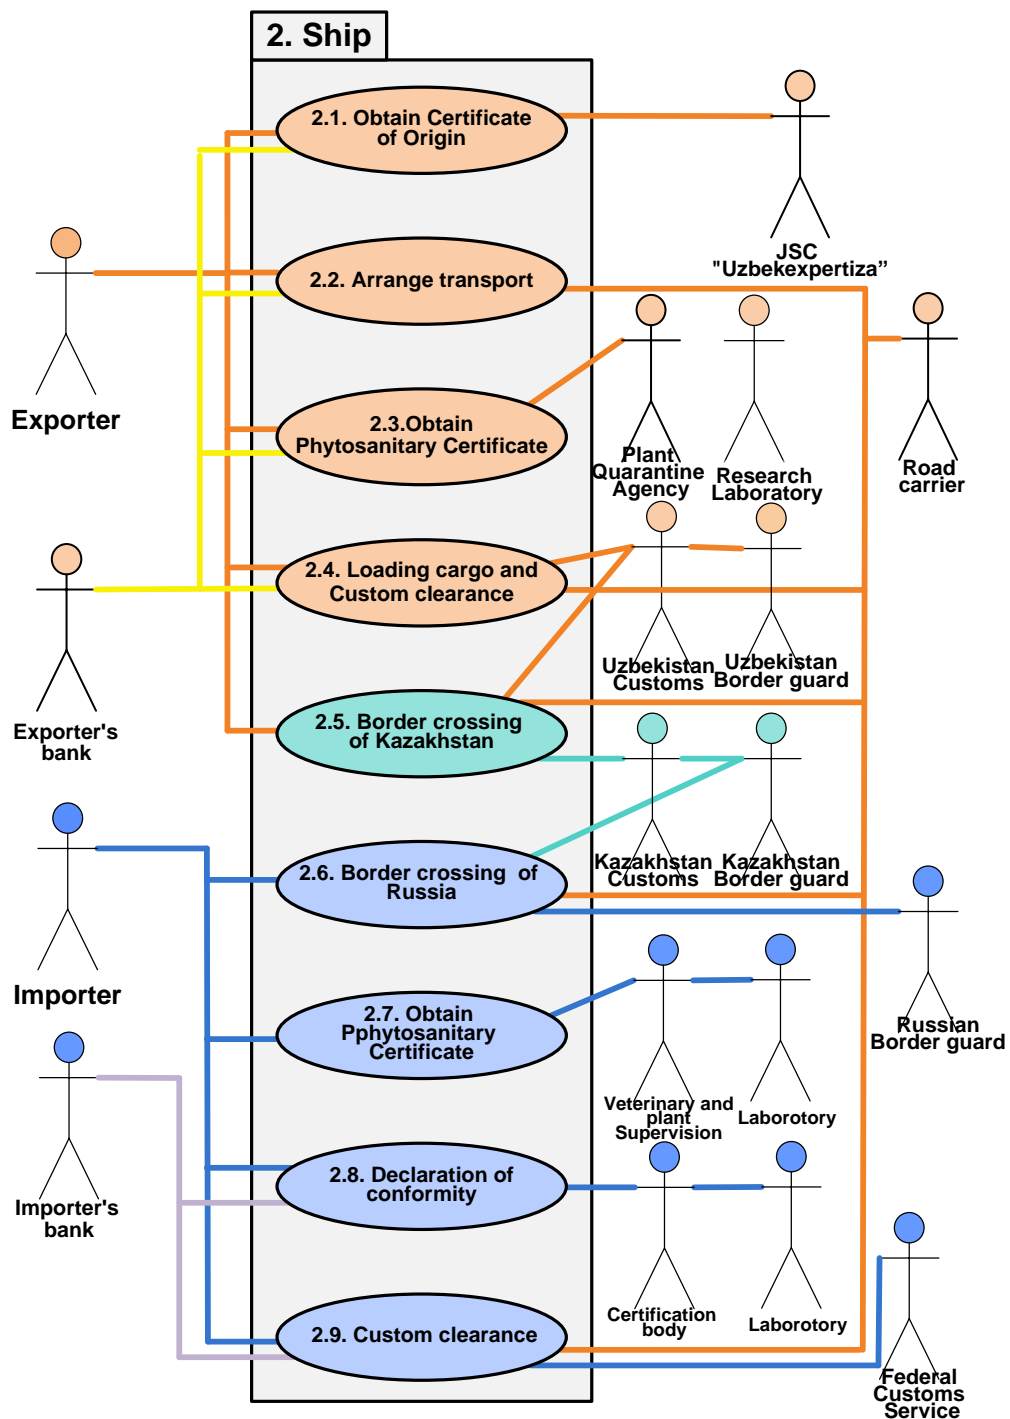 2. Ship
2.1. Obtain Certificate
of Origin
JSC
"Uzbekexpertiza”
2.2. Arrange transport
Exporter
2.3.Obtain
Phytosanitary Certificate
Plant
Quarantine
Agency
Research
Laboratory
Road
carrier
2.4. Loading cargo and
Custom clearance
Uzbekistan
Customs
Uzbekistan
Border guard
Exporter's
bank
2.5. Border crossing
of Kazakhstan
Kazakhstan
Customs
Kazakhstan
Border guard
2.6. Border crossing  of
Russia
Importer
2.7. Obtain
Pphytosanitary
Certificate
Russian
Border guard
Veterinary and
plant
Supervision
Laborotory
2.8. Declaration of
conformity
Importer's
bank
Certification
body
Laborotory
2.9. Custom clearance
Federal
Customs
Service